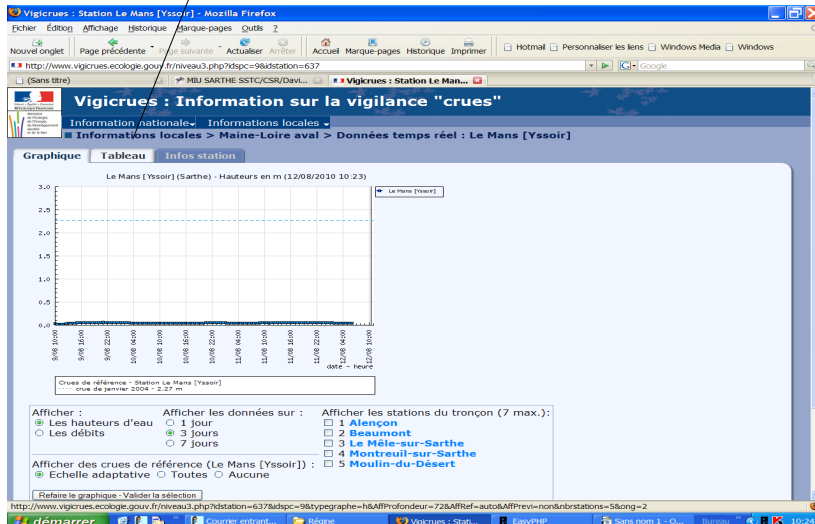 Vigicrues : Station Le Mans [Yssoir] - Mozilla Firefox
Fichier Édition Affichage Historique Marque-pages Outils ?
Nouvel onglet Page précédente Page suivante Actualiser Arrêter Accueil Marque-pages Historique Imprimer Hotmail Personnaliser les liens Windows Media Windows
http://www.vigicrues.ecologie.gouv.fr/niveau3.php?idspc=9&idstation=637 Google
(Sans titre) MIU SARTHE SSTC/CSR/Davi... Vigicrues : Station Le Man...
Vigicrues : Information sur la vigilance "crues"
Information nationale Informations locales
Informations locales > Maine-Loire aval > Données temps réel : Le Mans [Yssoir]
Graphique Tableau Infos station
Le Mans [Yssoir] (Sarthe) - Hauteurs en m (12/08/2010 10:23)
Le Mans [Yssoir]
3.0
2.5
2.0
1.5
1.0
0.5
0.0
9/08 10:00 9/08 16:00 9/08 22:00 10/08 04:00 10/08 10:00 10/08 16:00 10/08 22:00 11/08 04:00 11/08 10:00 11/08 16:00 11/08 22:00 12/08 04:00 12/08 10:00
date - heure
Crues de référence - Station Le Mans [Yssoir]
crue de janvier 2004 - 2.27 m
Afficher : Afficher les données sur : Afficher les stations du tronçon (7 max.):
Les hauteurs d'eau 1 jour 1 Alençon
Les débits 3 jours 2 Beaumont
7 jours 3 Le Mêle-sur-Sarthe
4 Montreuil-sur-Sarthe
Afficher des crues de référence (Le Mans [Yssoir]) : 5 Moulin-du-Désert
Echelle adaptative Toutes Aucune
Refaire le graphique - Valider la sélection
http://www.vigicrues.ecologie.gouv.fr/niveau3.php?idstation=637&idspc=9&typegraphe=h&AffProfondeur=72&AffRef=auto&AffPrevi=non&nbrstations=5&ong=2
démarrer Courrier entrant... Régine Vigicrues : Stati... EasyPHP Sans nom 1 - O... Bureau 10:24